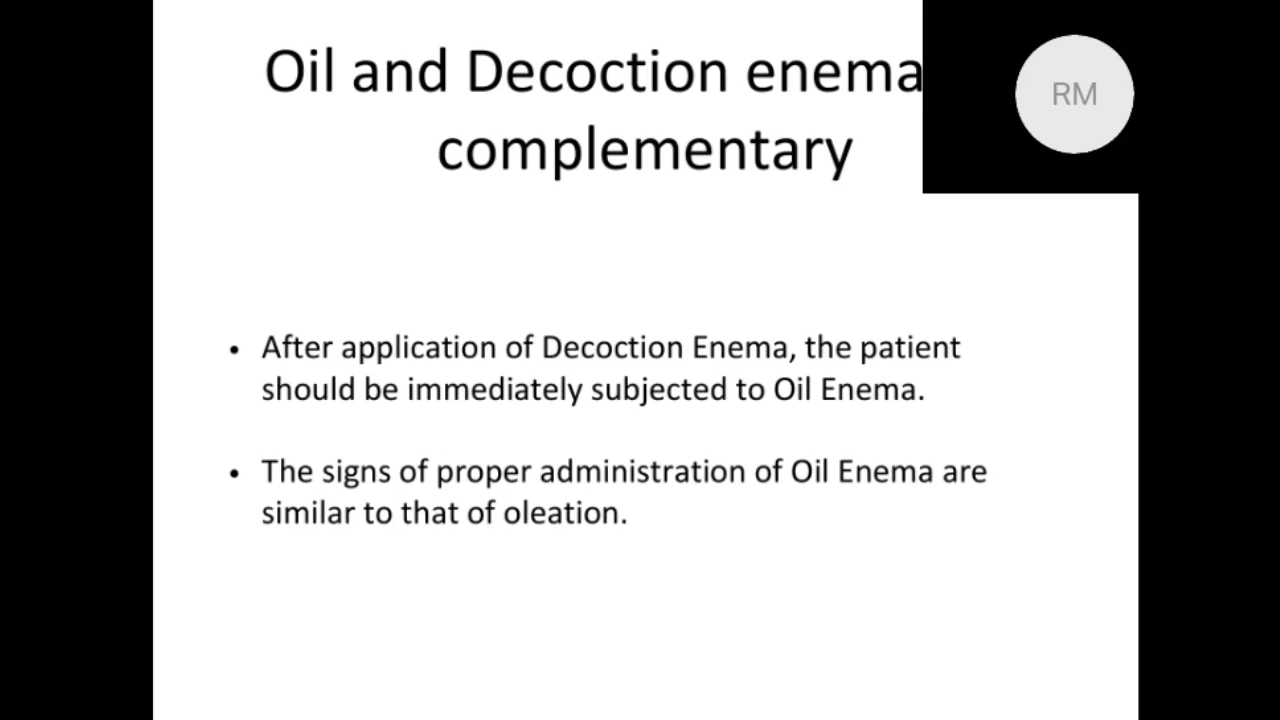 Oil and Decoction enema
complementary
RM
• After application of Decoction Enema, the patient
should be immediately subjected to Oil Enema.
• The signs of proper administration of Oil Enema are
similar to that of oleation.